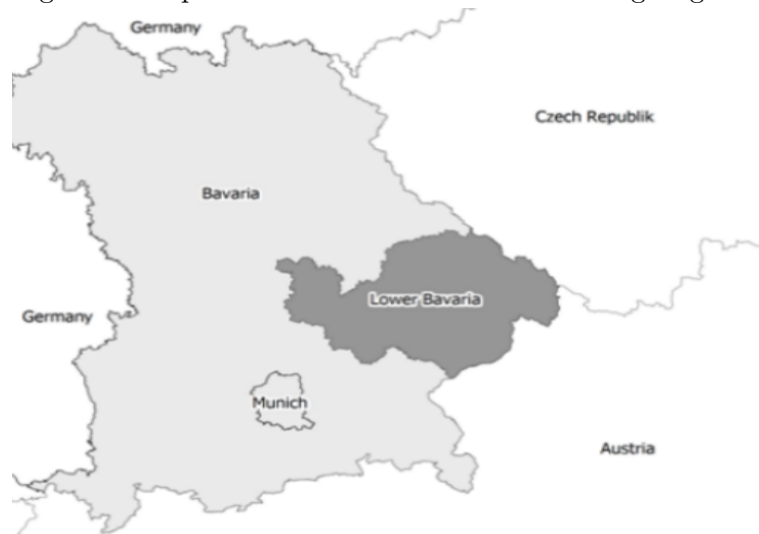 Germany
Czech Republik
Bavaria
Lower Bavaria
Germany
Munich
Austria